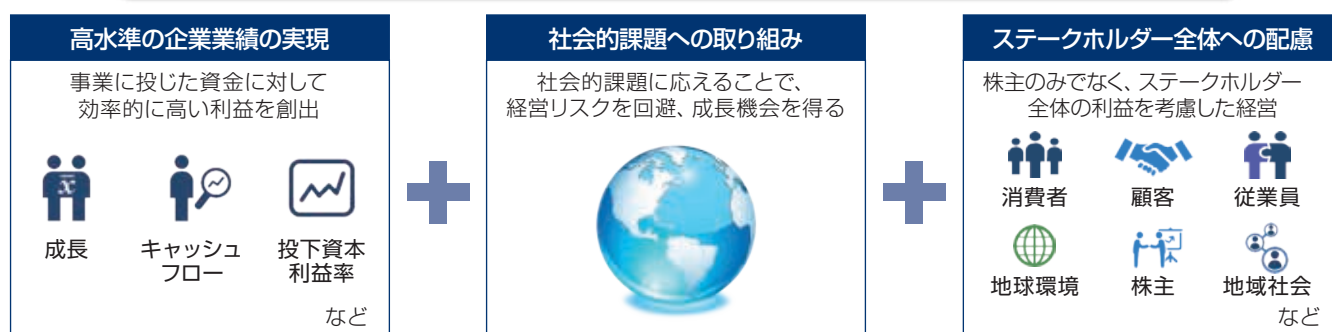 高水準の企業業績の実現
事業に投じた資金に対して
効率的に高い利益を創出
x̄
成長
キャッシュ
フロー
投下資本
利益率
など
社会的課題への取り組み
社会的課題に応えることで、
経営リスクを回避、成長機会を得る
ステークホルダー全体への配慮
株主のみでなく、ステークホルダー
全体の利益を考慮した経営
消費者
顧客
従業員
地球環境
株主
地域社会
など